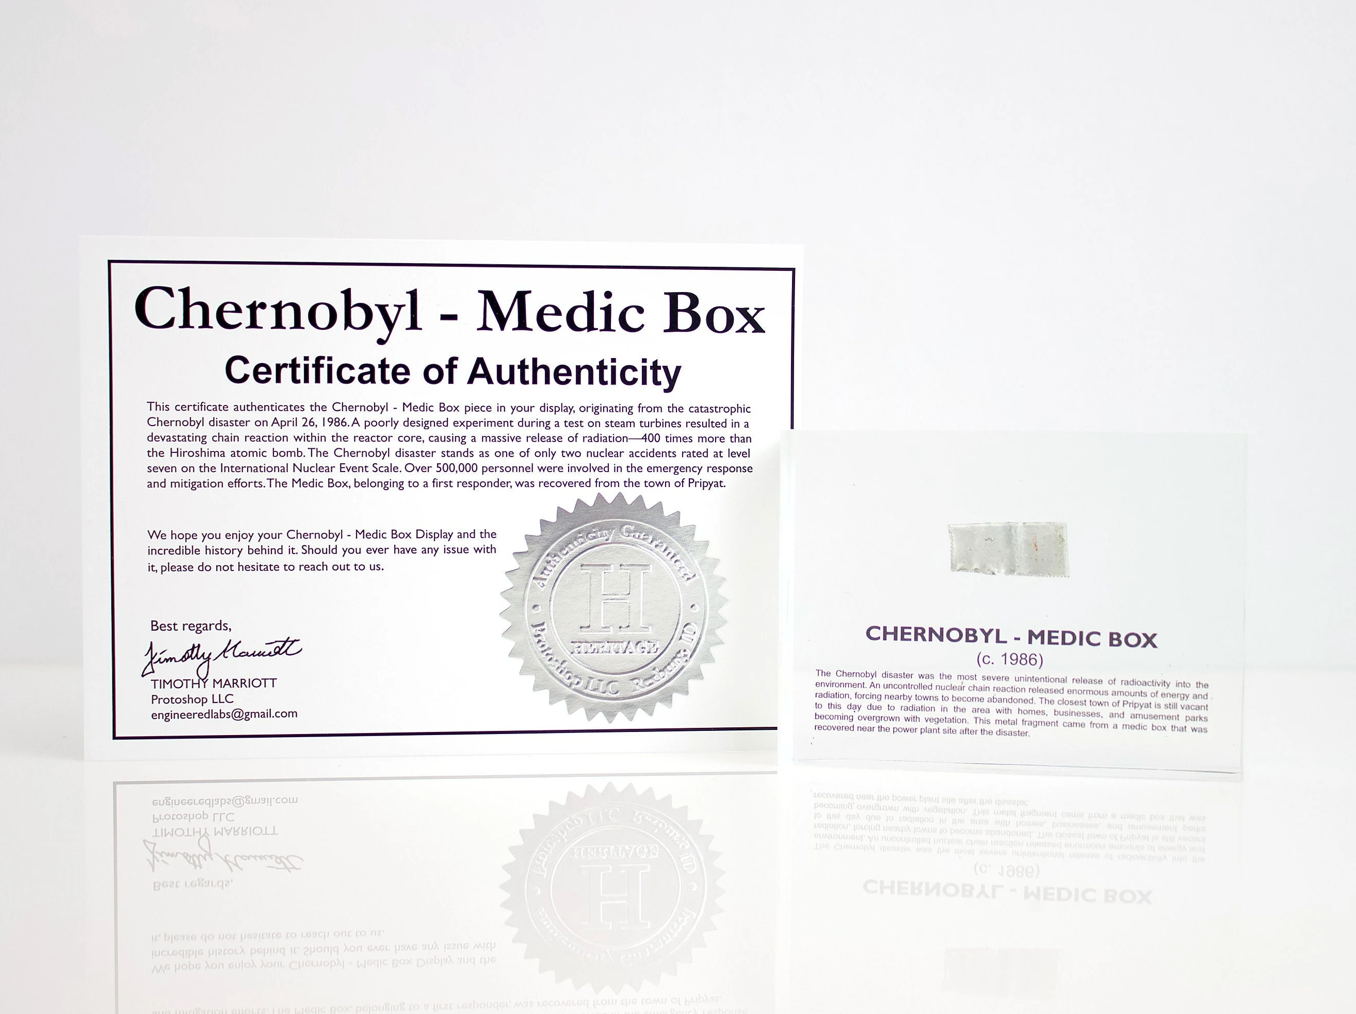 Chernobyl - Medic Box
Certificate of Authenticity
This certificate authenticates the Chernobyl - Medic Box piece in your display, originating from the catastrophic
Chernobyl disaster on April 26, 1986. A poorly designed experiment during a test on steam turbines resulted in a
devastating chain reaction within the reactor core, causing a massive release of radiation—400 times more than
the Hiroshima atomic bomb. The Chernobyl disaster stands as one of only two nuclear accidents rated at level
seven on the International Nuclear Event Scale. Over 500,000 personnel were involved in the emergency response
and mitigation efforts. The Medic Box, belonging to a first responder, was recovered from the town of Pripyat.
We hope you enjoy your Chernobyl - Medic Box Display and the
incredible history behind it. Should you ever have any issue with
it, please do not hesitate to reach out to us.
Best regards,
Timothy Marriott
TIMOTHY MARRIOTT
Protoshop LLC
engineeredlabs@gmail.com
Authenticity Guaranteed
H
HERITAGE
Protoshop LLC Redmond ID
CHERNOBYL - MEDIC BOX
(c. 1986)
The Chernobyl disaster was the most severe unintentional release of radioactivity into the
environment. An uncontrolled nuclear chain reaction released enormous amounts of energy and
radiation, forcing nearby towns to become abandoned. The closest town of Pripyat is still vacant
to this day due to radiation in the area with homes, businesses, and amusement parks
becoming overgrown with vegetation. This metal fragment came from a medic box that was
recovered near the power plant site after the disaster.